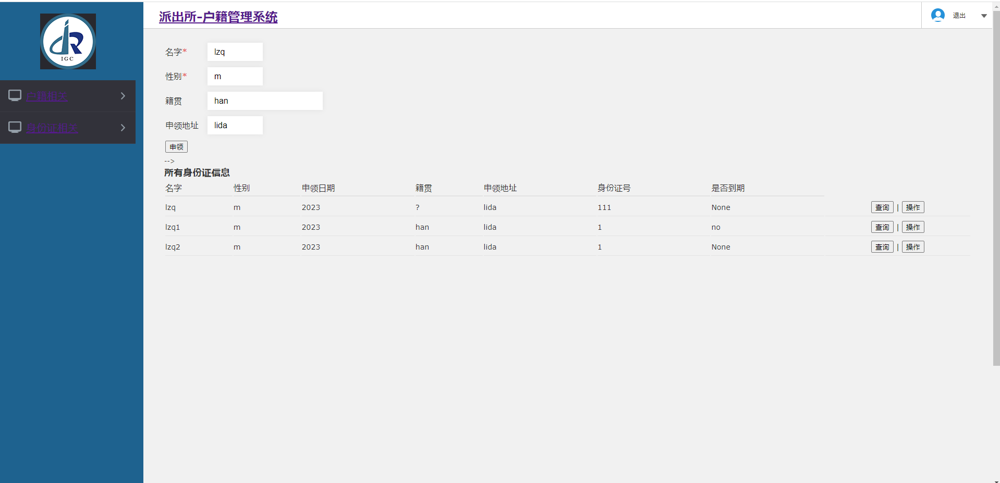 IGC
户籍相关
身份证相关
派出所-户籍管理系统
退出
名字* lzq
性别* m
籍贯 han
申领地址 lida
申领
-->
所有身份证信息
名字 性别 申领日期 籍贯 申领地址 身份证号 是否到期
lzq m 2023 ? lida 111 None 查询 | 操作
lzq1 m 2023 han lida 1 no 查询 | 操作
lzq2 m 2023 han lida 1 None 查询 | 操作